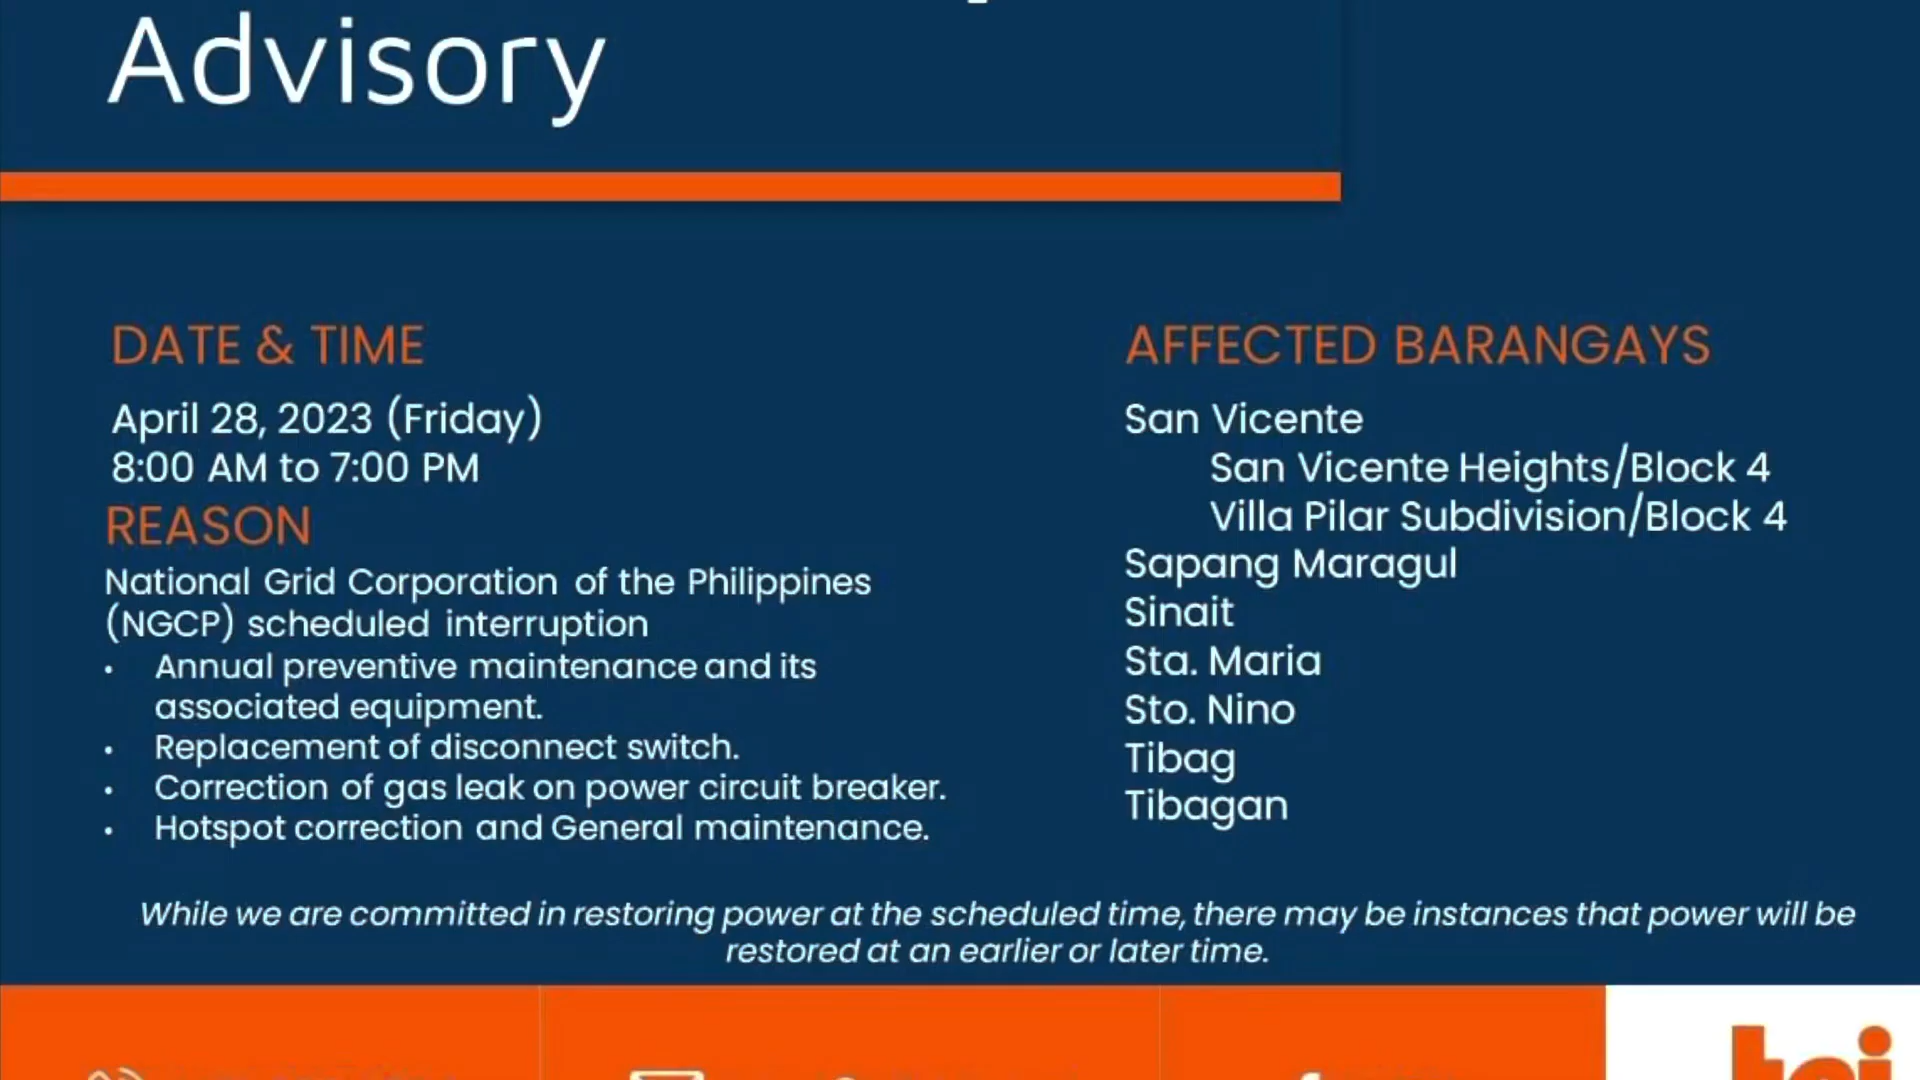 Advisory
DATE & TIME
April 28, 2023 (Friday)
8:00 AM to 7:00 PM
REASON
National Grid Corporation of the Philippines
(NGCP) scheduled interruption
• Annual preventive maintenance and its
associated equipment.
• Replacement of disconnect switch.
• Correction of gas leak on power circuit breaker.
• Hotspot correction and General maintenance.
AFFECTED BARANGAYS
San Vicente
San Vicente Heights/Block 4
Villa Pilar Subdivision/Block 4
Sapang Maragul
Sinait
Sta. Maria
Sto. Nino
Tibag
Tibagan
While we are committed in restoring power at the scheduled time, there may be instances that power will be
restored at an earlier or later time.